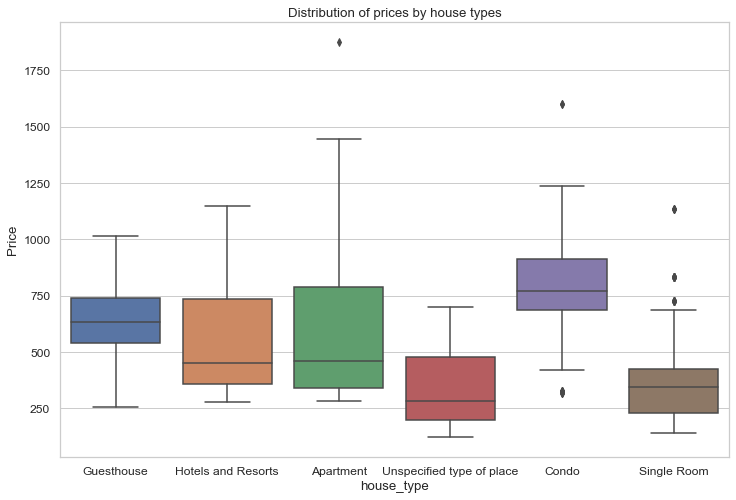 Distribution of prices by house types
Price
1750
1500
1250
1000
750
500
250
Guesthouse
Hotels and Resorts
Apartment
Unspecified type of place
Condo
Single Room
house_type